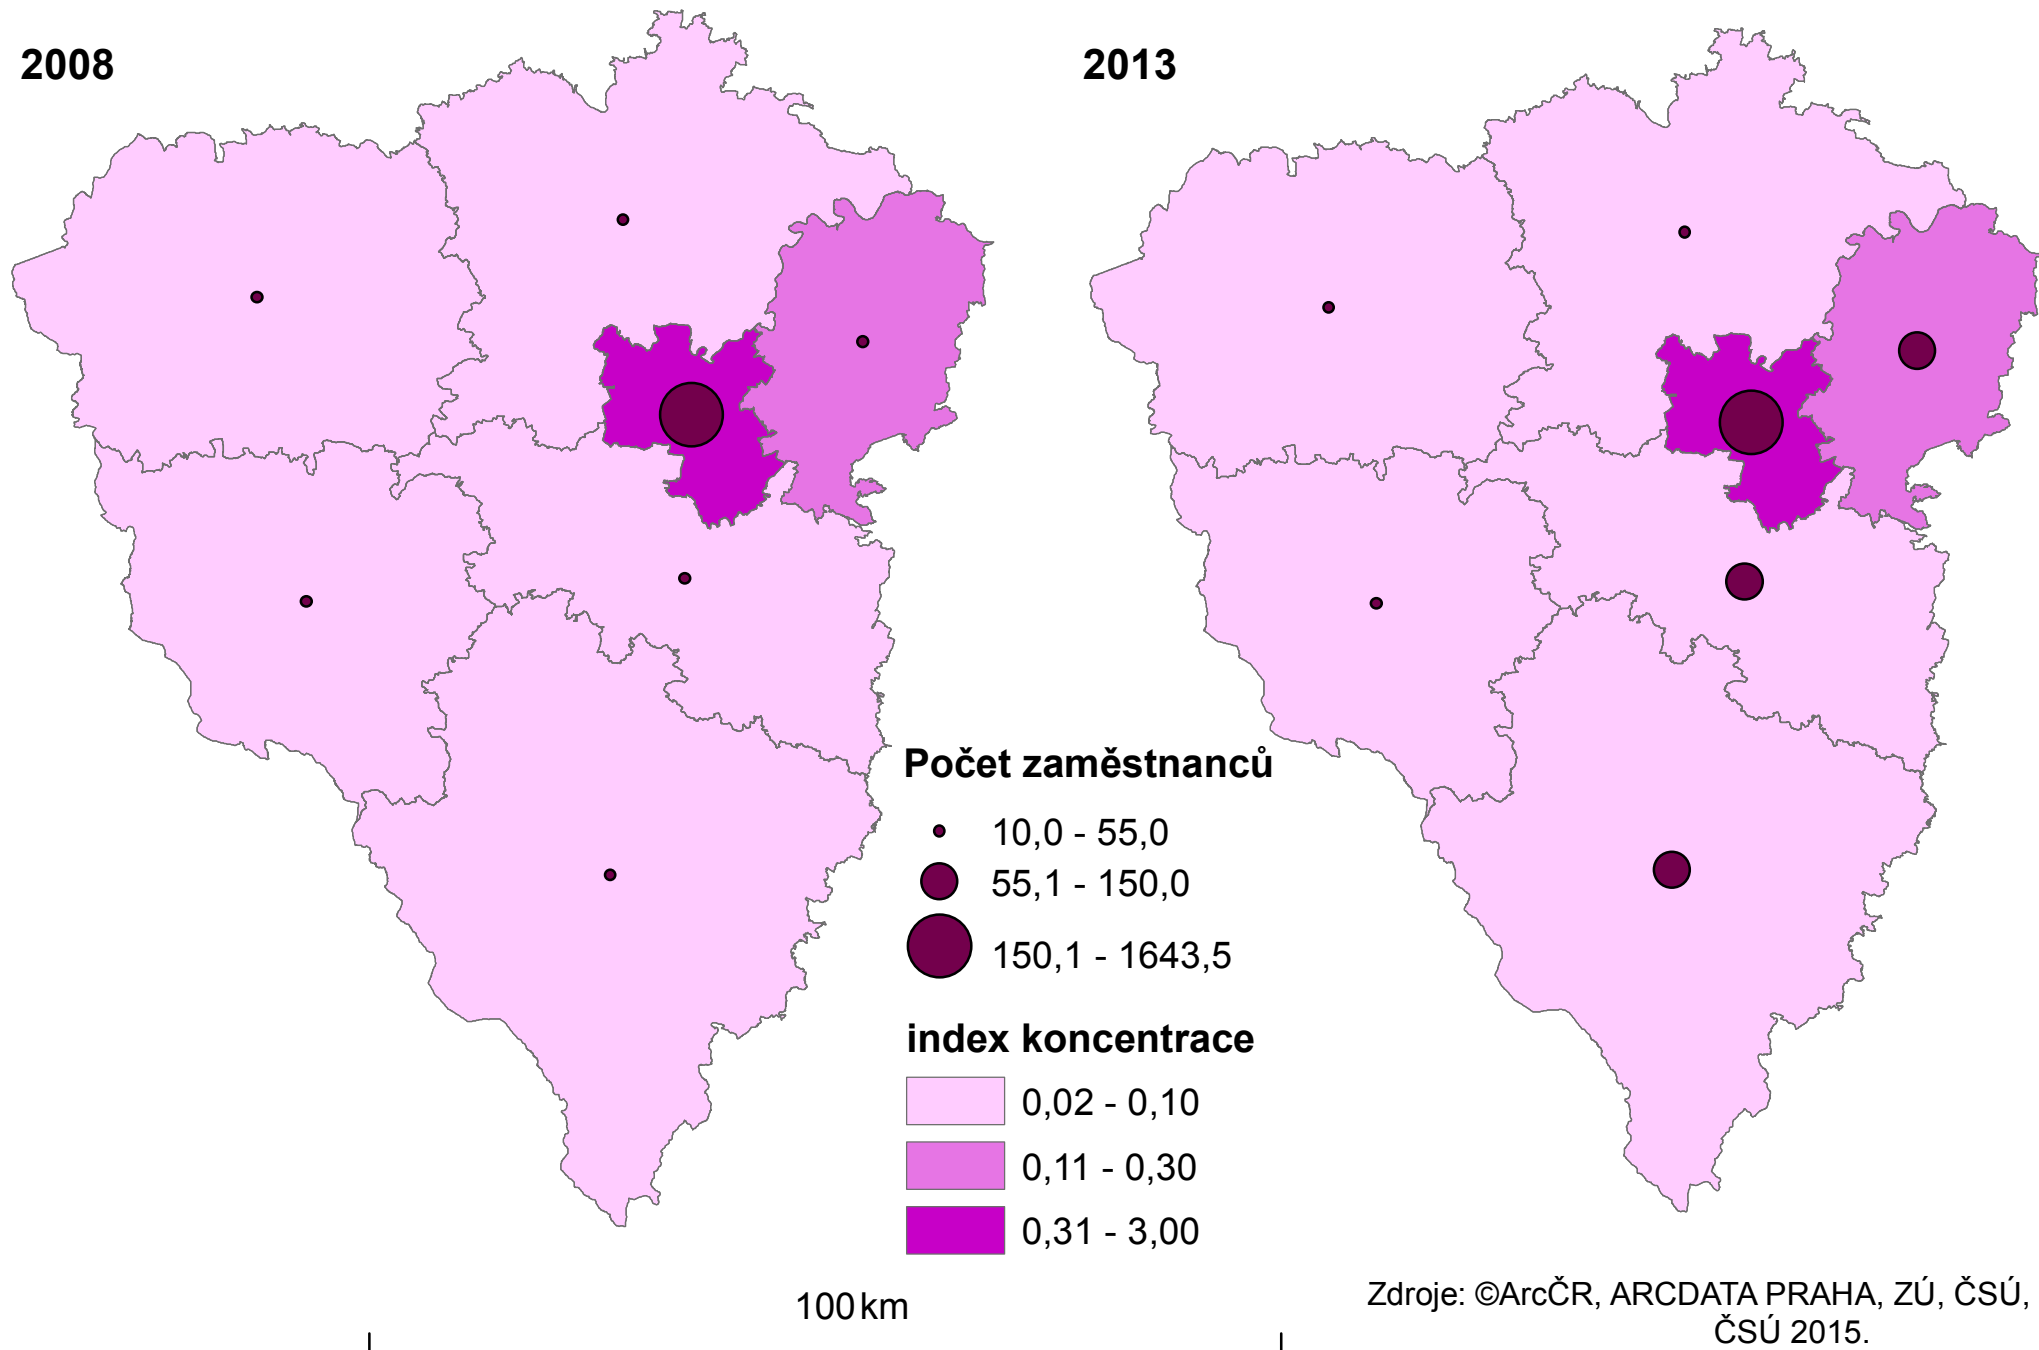 2008
2013
Počet zaměstnanců
10,0 - 55,0
55,1 - 150,0
150,1 - 1643,5
index koncentrace
0,02 - 0,10
0,11 - 0,30
0,31 - 3,00
100 km
Zdroje: ©ArcČR, ARCDATA PRAHA, ZÚ, ČSÚ,
ČSÚ 2015.